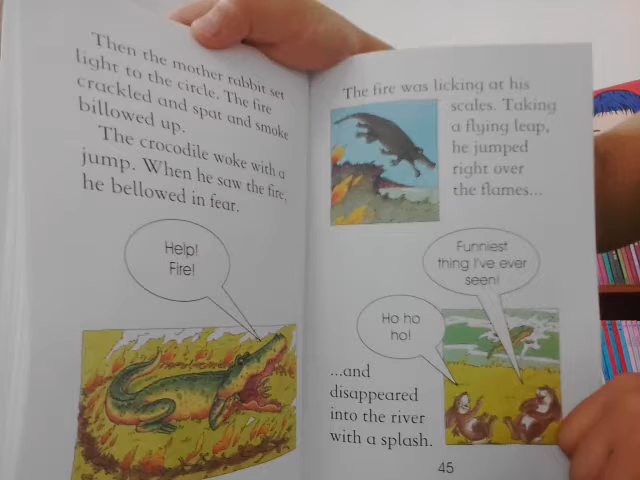 Then the mother rabbit set
light to the circle. The fire
crackled and spat and smoke
billowed up.
The crocodile woke with a
jump. When he saw the fire,
he bellowed in fear.
Help!
Fire!
The fire was licking at his
scales. Taking
a flying leap,
he jumped
right over
the flames...
Funniest
thing I've ever
seen!
Ho ho
ho!
...and
disappeared
into the river
with a splash.
45